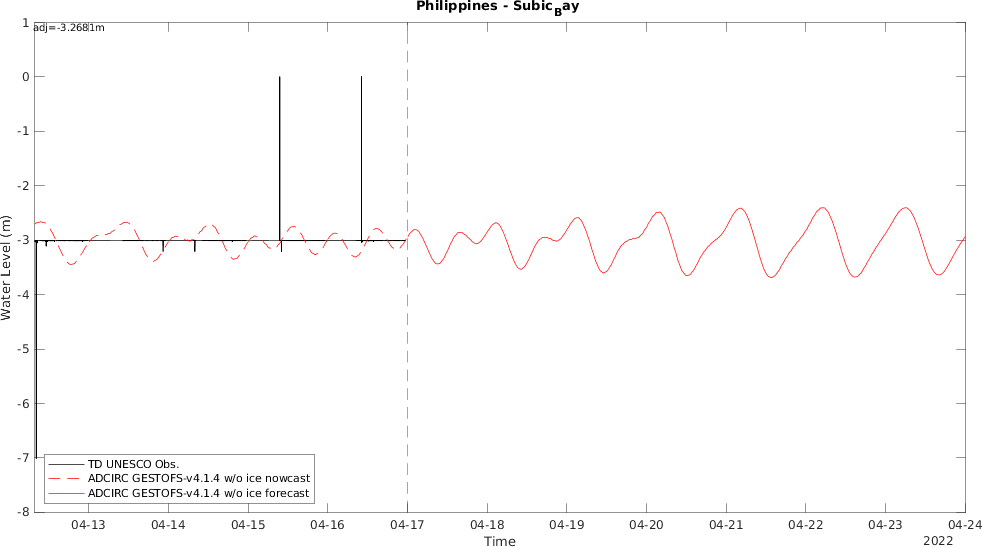 Philippines - Subic_Bay
adj=-3.2681m
1
0
-1
-2
-3
-4
-5
-6
-7
-8
Water Level (m)
TD UNESCO Obs.
ADCIRC GESTOFS-v4.1.4 w/o ice nowcast
ADCIRC GESTOFS-v4.1.4 w/o ice forecast
04-13 04-14 04-15 04-16 04-17 04-18 04-19 04-20 04-21 04-22 04-23 04-24
Time
2022